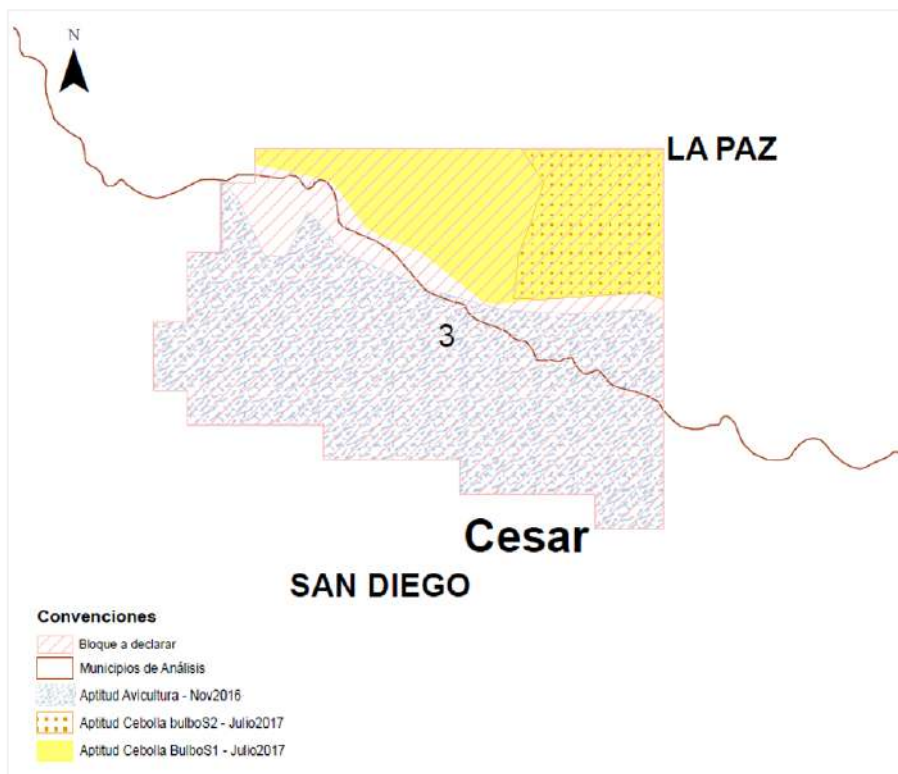 N
LA PAZ
3
Cesar
SAN DIEGO
Convenciones
Bloque a declarar
Municipios de Análisis
Aptitud Avicultura - Nov2016
Aptitud Cebolla bulboS2 - Julio2017
Aptitud Cebolla BulboS1 - Julio2017